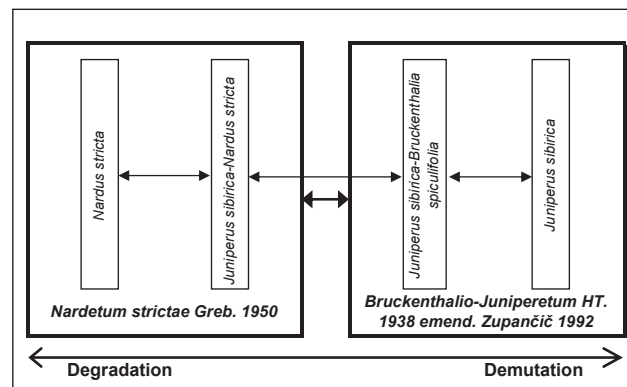 Nardus stricta
Juniperus sibirica-Nardus stricta
Juniperus sibirica-Bruckenthalia
spiculifolia
Juniperus sibirica
Nardetum strictae Greb. 1950
Bruckenthalio-Juniperetum HT.
1938 emend. Zupančič 1992
Degradation
Demutation